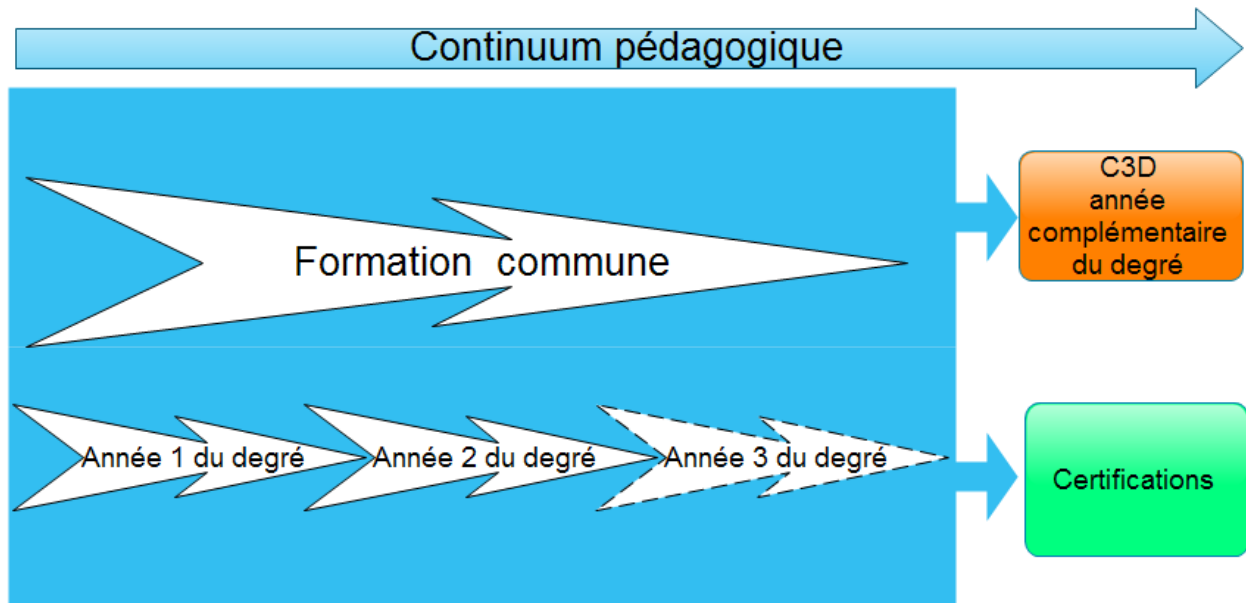 Continuum pédagogique
Formation commune
C3D
année
complémentaire
du degré
Année 1 du degré
Année 2 du degré
Année 3 du degré
Certifications